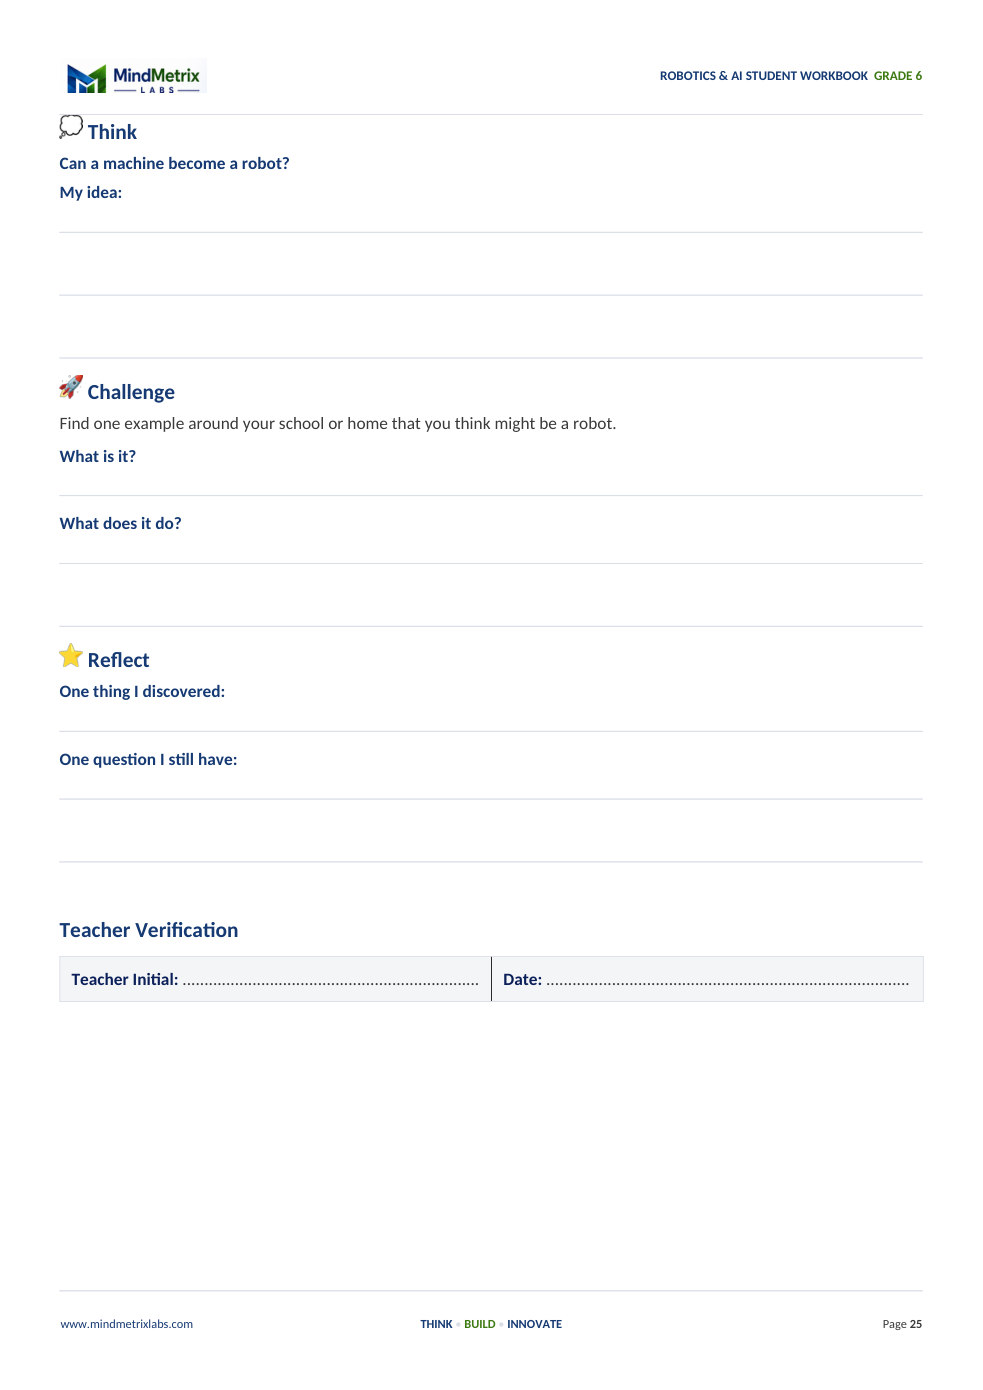 MindMetrix
LABS
ROBOTICS & AI STUDENT WORKBOOK GRADE 6
Think
Can a machine become a robot?
My idea:
Challenge
Find one example around your school or home that you think might be a robot.
What is it?
What does it do?
Reflect
One thing I discovered:
One question I still have:
Teacher Verification
Teacher Initial: ....................................................................
Date: ...................................................................................
www.mindmetrixlabs.com
THINK • BUILD • INNOVATE
Page 25